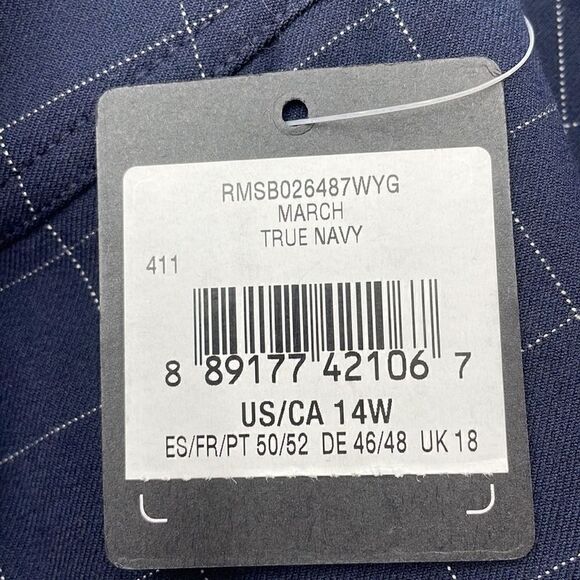 RMSB026487WYG
MARCH
TRUE NAVY
411
8 89177 42106 7
US/CA 14W
ES/FR/PT 50/52 DE 46/48 UK 18